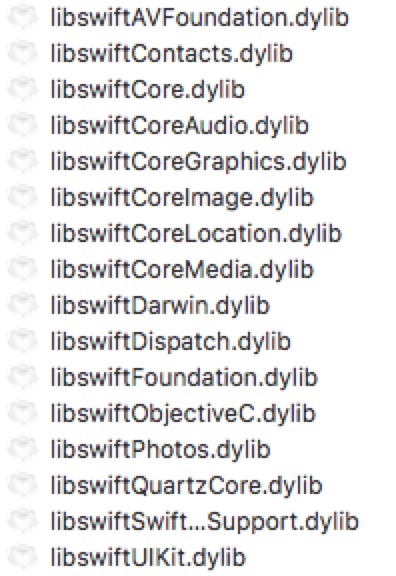 libswiftAVFoundation.dylib
libswiftContacts.dylib
libswiftCore.dylib
libswiftCoreAudio.dylib
libswiftCoreGraphics.dylib
libswiftCoreImage.dylib
libswiftCoreLocation.dylib
libswiftCoreMedia.dylib
libswiftDarwin.dylib
libswiftDispatch.dylib
libswiftFoundation.dylib
libswiftObjectiveC.dylib
libswiftPhotos.dylib
libswiftQuartzCore.dylib
libswiftSwift...Support.dylib
libswiftUIKit.dylib